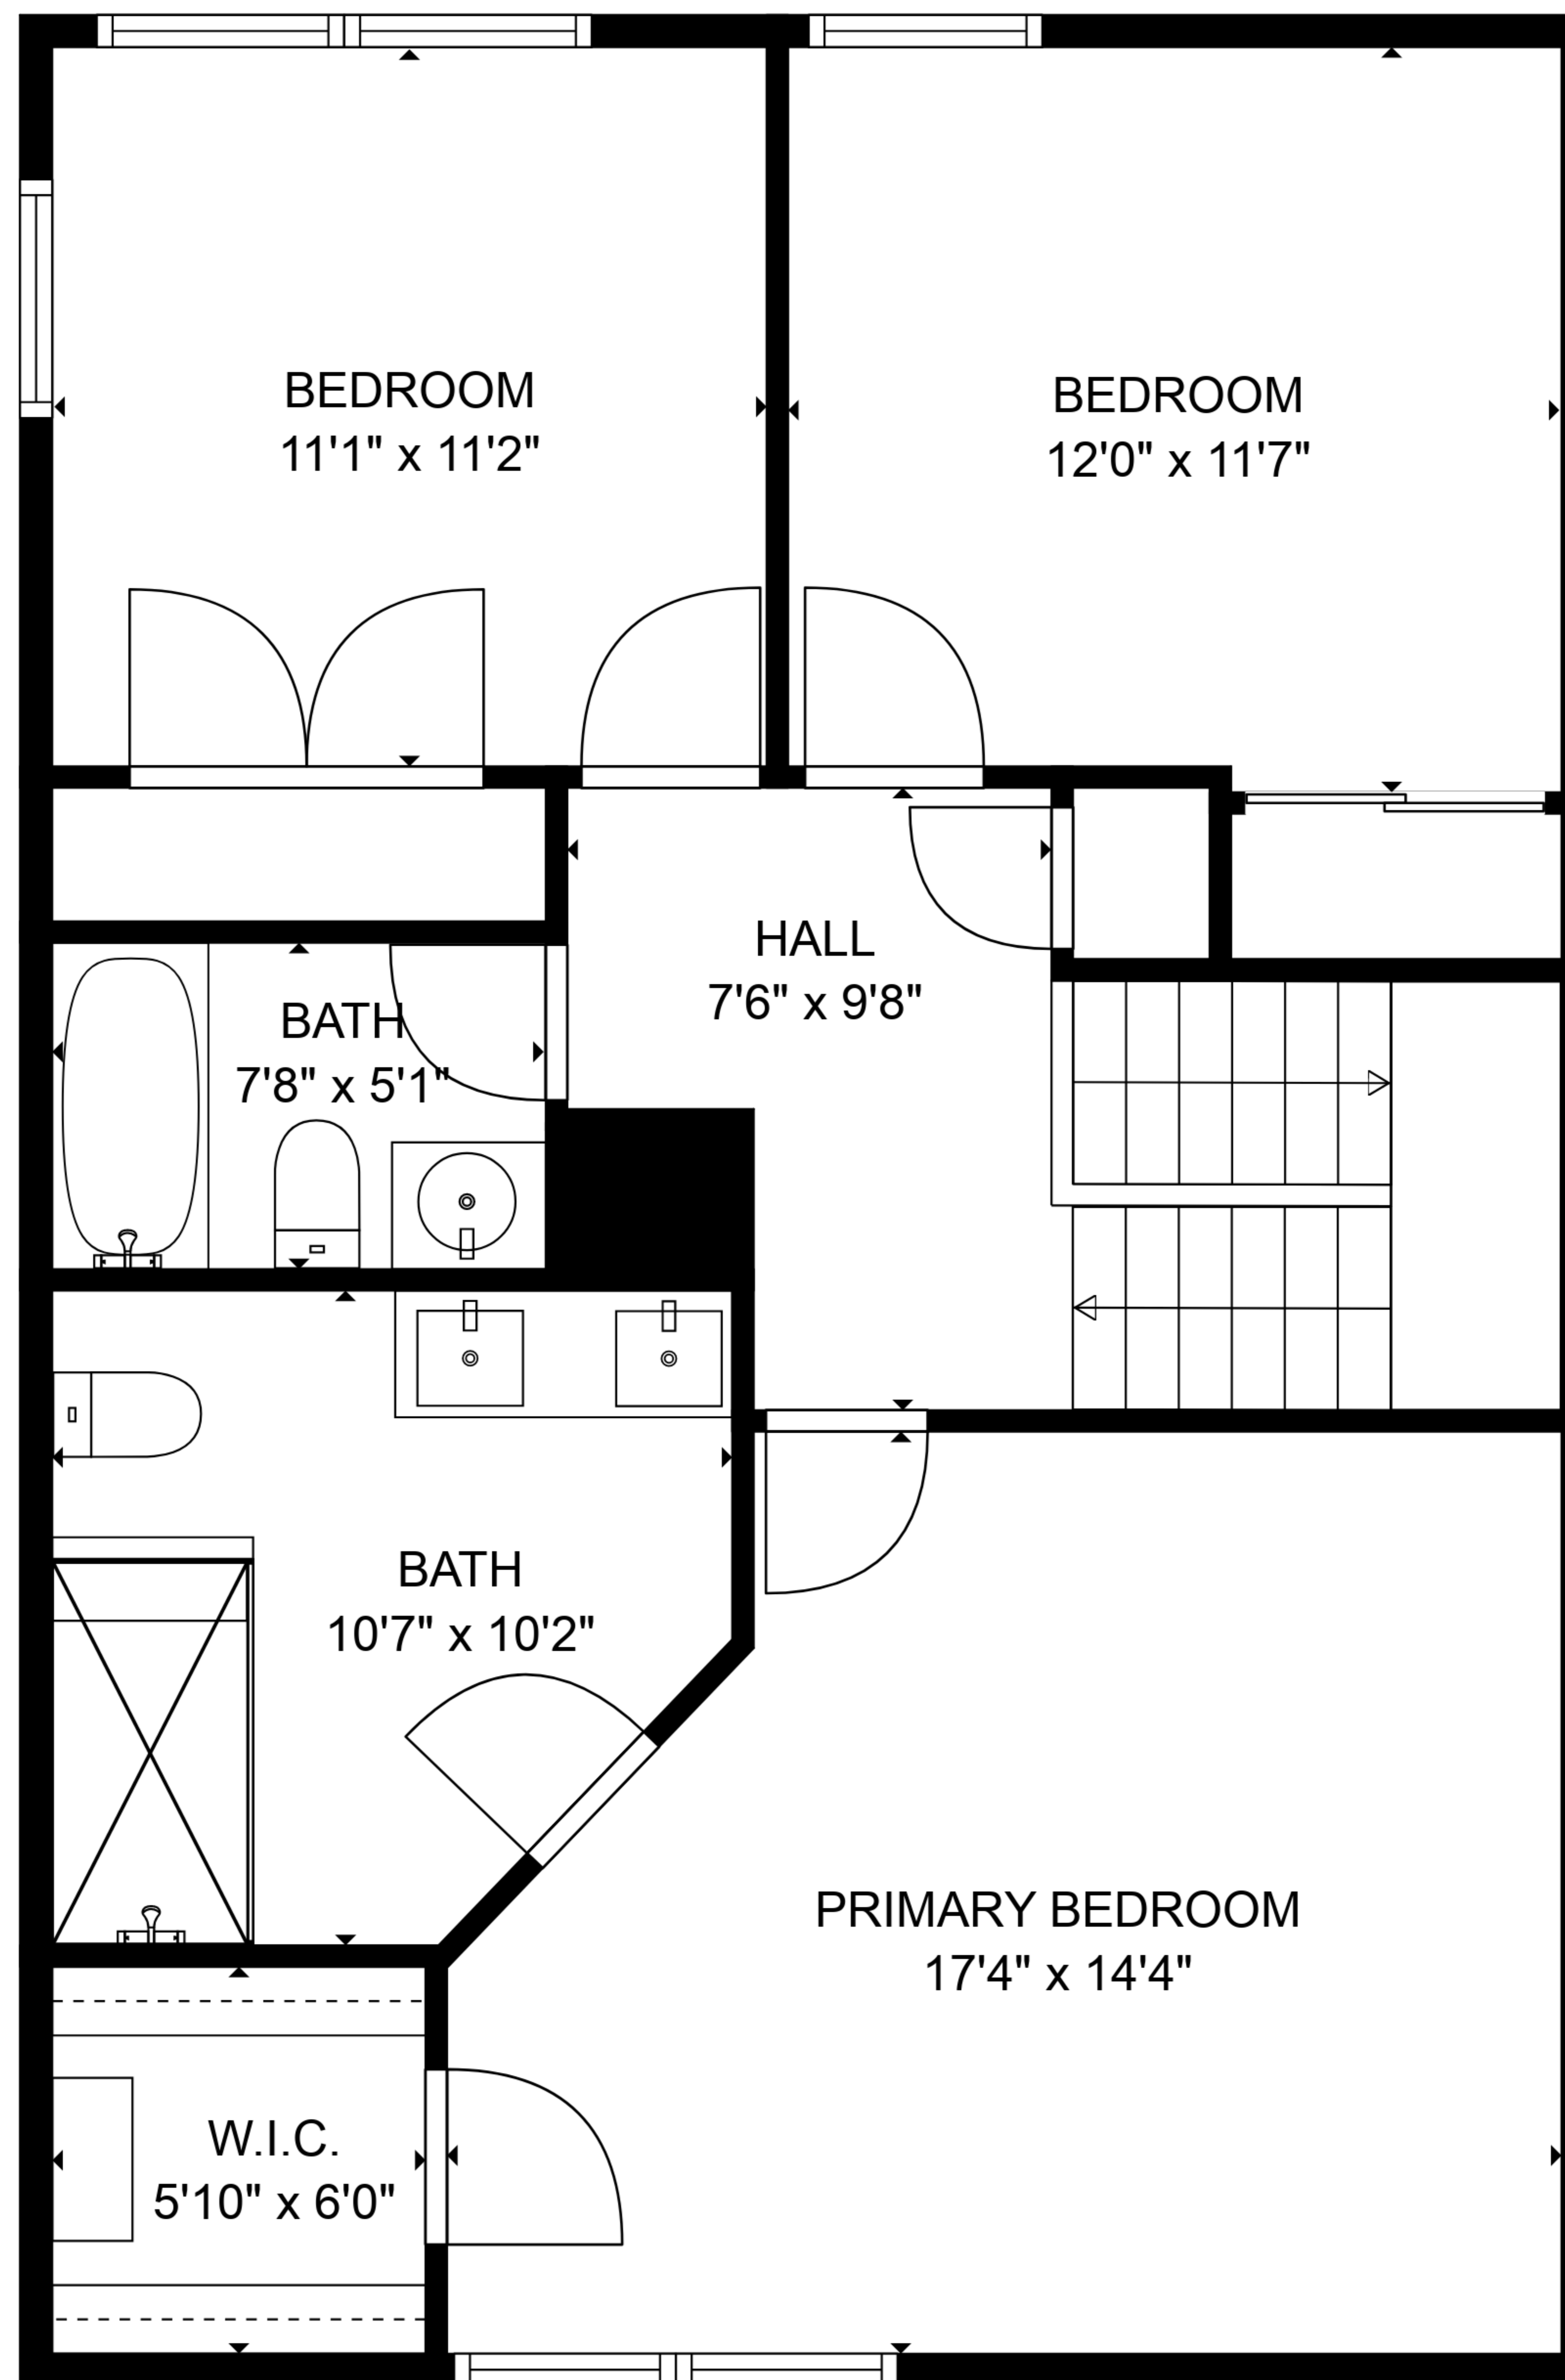 BEDROOM
11'1" x 11'2"
BEDROOM
12'0" x 11'7"
HALL
7'6" x 9'8"
BATH
7'8" x 5'1"
BATH
10'7" x 10'2"
PRIMARY BEDROOM
17'4" x 14'4"
W.I.C.
5'10" x 6'0"